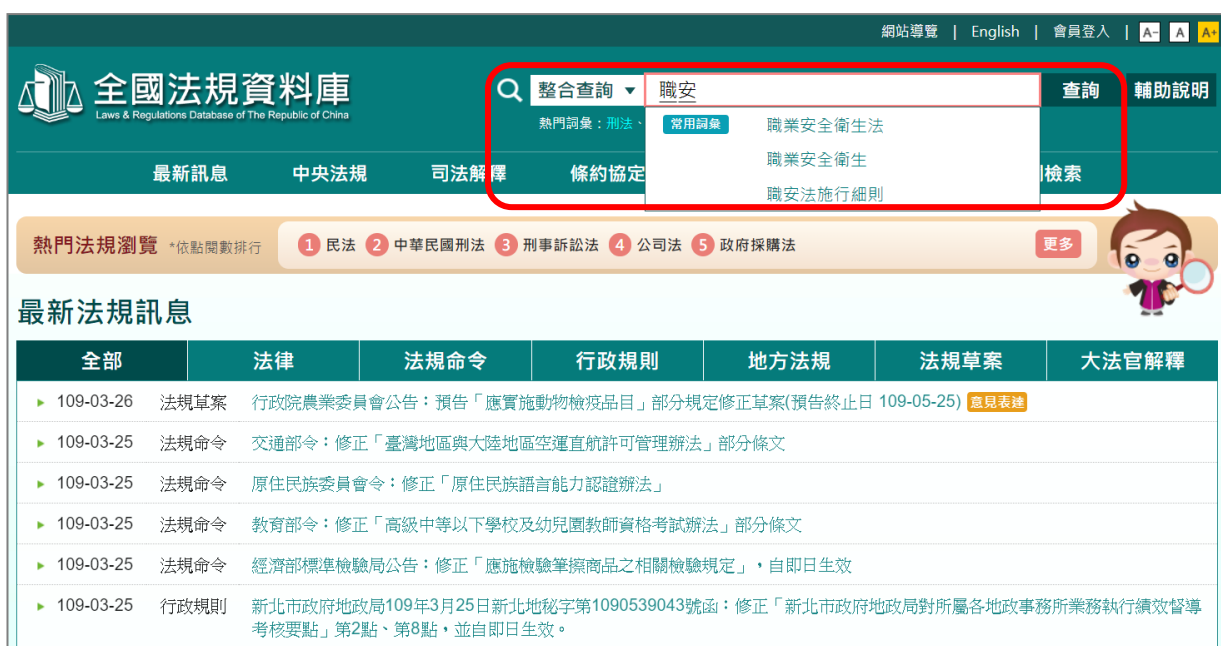 網站導覽 | English | 會員登入 | A- A A+
全國法規資料庫
Laws & Regulations Database of The Republic of China
整合查詢 ▼ 職安 查詢 輔助說明
熱門詞彙：刑法、
常用詞彙 職業安全衛生法
職業安全衛生
職安法施行細則
最新訊息 中央法規 司法解釋 條約協定 檢索
熱門法規瀏覽 *依點閱數排行 1 民法 2 中華民國刑法 3 刑事訴訟法 4 公司法 5 政府採購法 更多
最新法規訊息
全部 法律 法規命令 行政規則 地方法規 法規草案 大法官解釋
109-03-26 法規草案 行政院農業委員會公告：預告「應實施動物檢疫品目」部分規定修正草案(預告終止日 109-05-25) 意見表達
109-03-25 法規命令 交通部令：修正「臺灣地區與大陸地區空運直航許可管理辦法」部分條文
109-03-25 法規命令 原住民族委員會令：修正「原住民族語言能力認證辦法」
109-03-25 法規命令 教育部令：修正「高級中等以下學校及幼兒園教師資格考試辦法」部分條文
109-03-25 法規命令 經濟部標準檢驗局公告：修正「應施檢驗筆擦商品之相關檢驗規定」，自即日生效
109-03-25 行政規則 新北市政府地政局109年3月25日新北地秘字第1090539043號函：修正「新北市政府地政局對所屬各地政事務所業務執行績效督導
考核要點」第2點、第8點，並自即日生效。